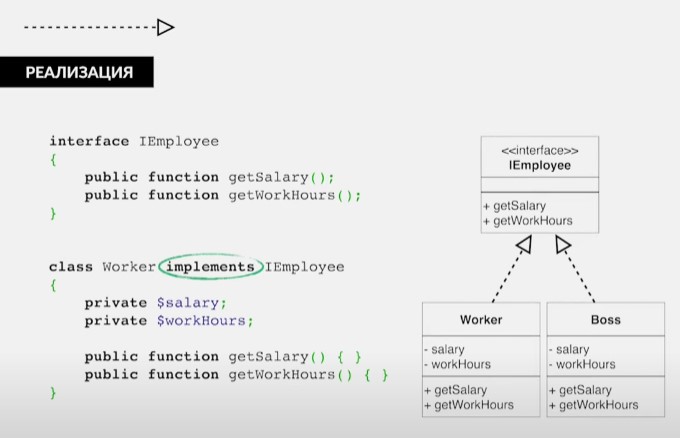 РЕАЛИЗАЦИЯ
interface IEmployee
{
public function getSalary();
public function getWorkHours();
}
class Worker implements IEmployee
{
private $salary;
private $workHours;
public function getSalary() { }
public function getWorkHours() { }
}
<<interface>>
IEmployee
+ getSalary
+ getWorkHours
Worker
- salary
- workHours
+ getSalary
+ getWorkHours
Boss
- salary
- workHours
+ getSalary
+ getWorkHours